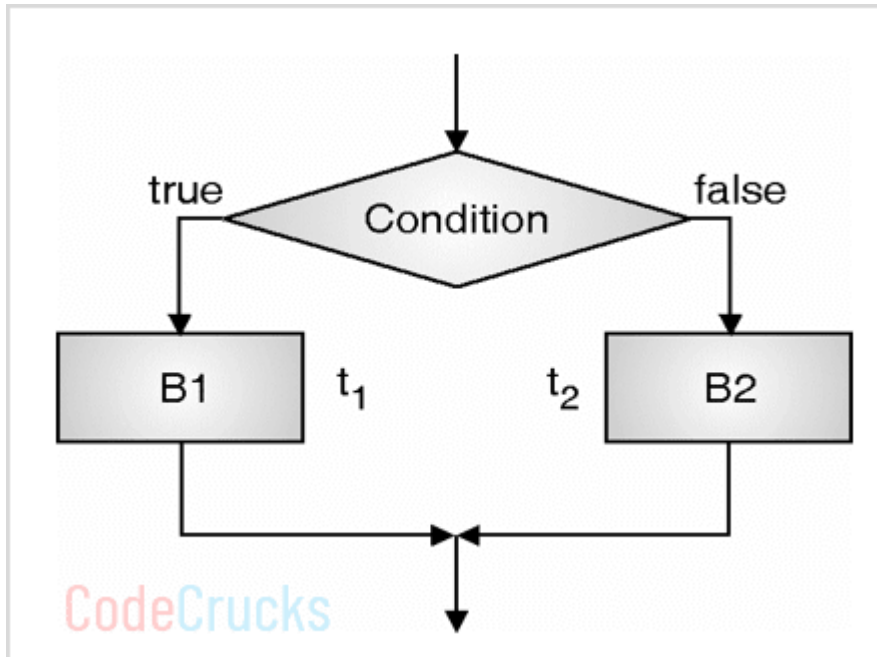 true
false
Condition
B1
t₁
t₂
B2
CodeCrucks